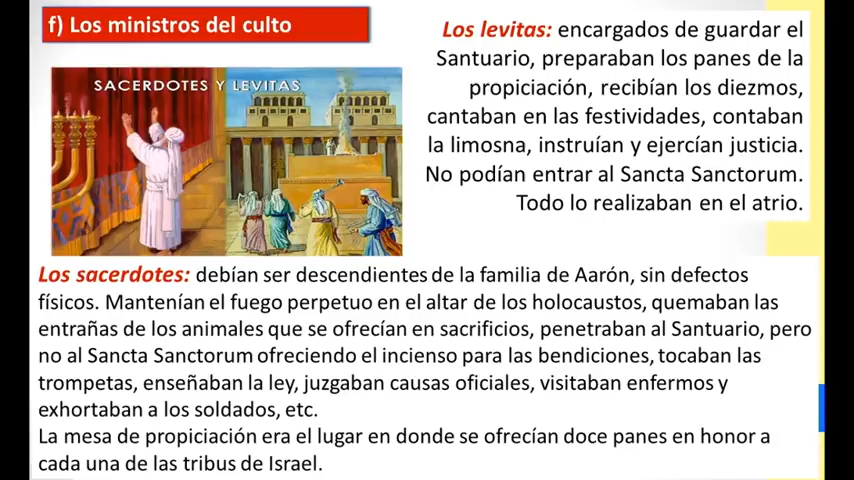 f) Los ministros del culto
SACERDOTES Y LEVITAS
Los levitas: encargados de guardar el
Santuario, preparaban los panes de la
propiciación, recibían los diezmos,
cantaban en las festividades, contaban
la limosna, instruían y ejercían justicia.
No podían entrar al Sancta Sanctorum.
Todo lo realizaban en el atrio.
Los sacerdotes: debían ser descendientes de la familia de Aarón, sin defectos
físicos. Mantenían el fuego perpetuo en el altar de los holocaustos, quemaban las
entrañas de los animales que se ofrecían en sacrificios, penetraban al Santuario, pero
no al Sancta Sanctorum ofreciendo el incienso para las bendiciones, tocaban las
trompetas, enseñaban la ley, juzgaban causas oficiales, visitaban enfermos y
exhortaban a los soldados, etc.
La mesa de propiciación era el lugar en donde se ofrecían doce panes en honor a
cada una de las tribus de Israel.